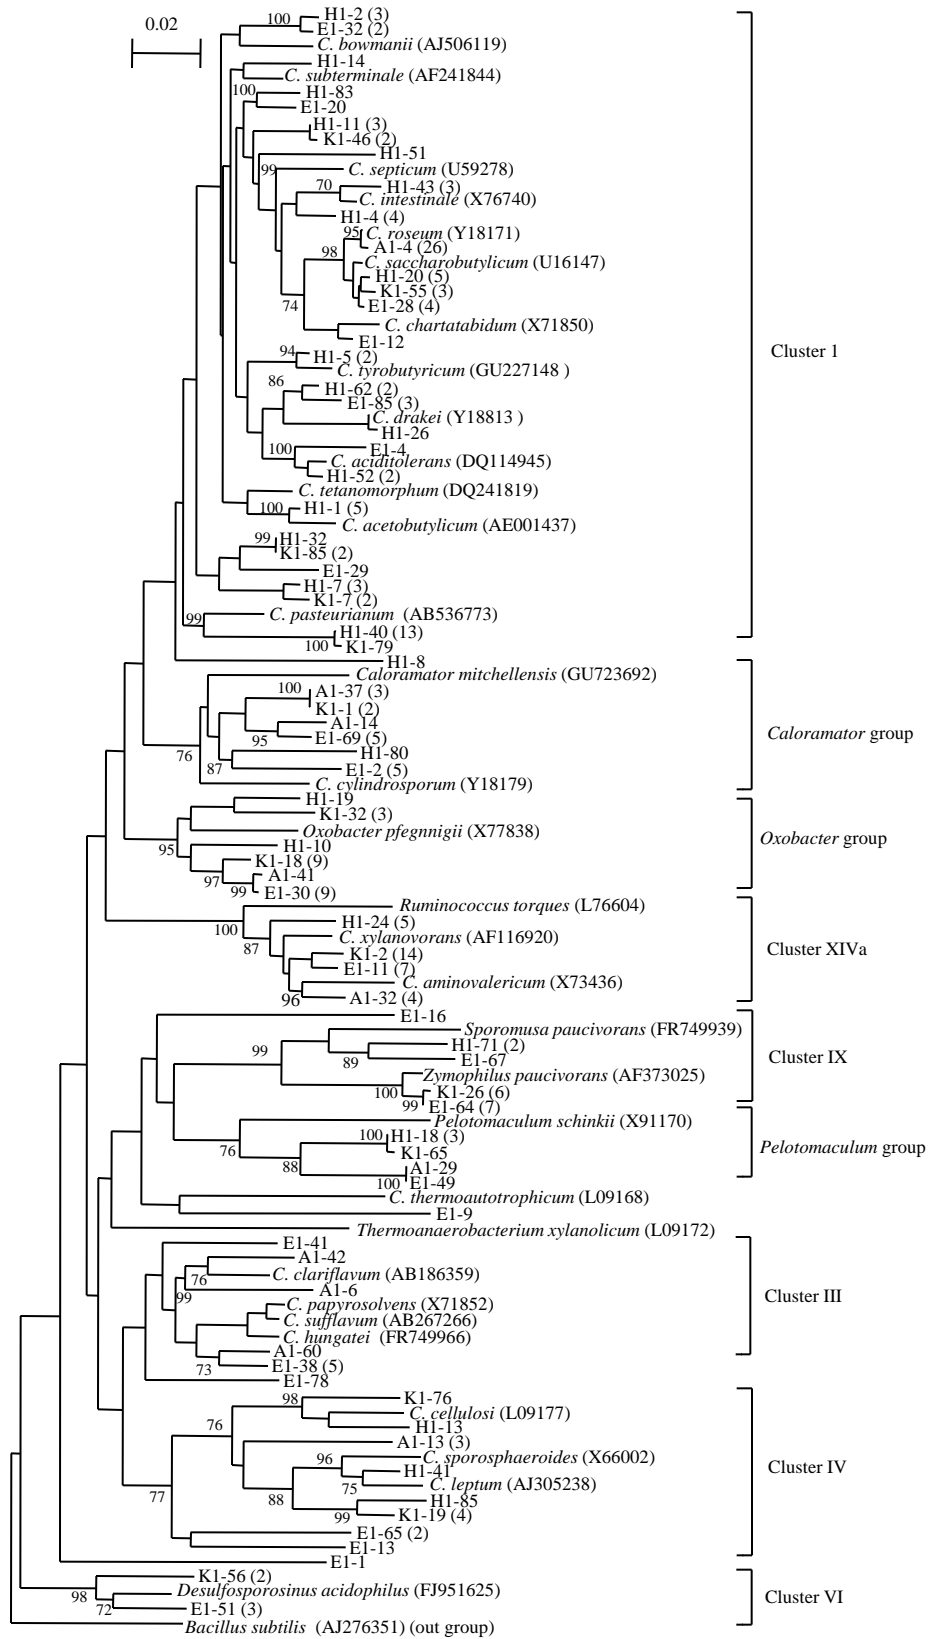 0.02
100
H1-2 (3)
E1-32 (2)
C. bowmanii (AJ506119)
H1-14
C. subterminale (AF241844)
100
H1-83
E1-20
H1-11 (3)
K1-46 (2)
H1-51
99
C. septicum (U59278)
70
H1-43 (3)
C. intestinale (X76740)
H1-4 (4)
95
C. roseum (Y18171)
A1-4 (26)
98
C. saccharobutylicum (U16147)
H1-20 (5)
K1-55 (3)
E1-28 (4)
74
C. chartatabidum (X71850)
E1-12
Cluster 1
94
H1-5 (2)
C. tyrobutyricum (GU227148 )
86
H1-62 (2)
E1-85 (3)
C. drakei (Y18813 )
H1-26
100
E1-4
C. aciditolerans (DQ114945)
H1-52 (2)
C. tetanomorphum (DQ241819)
100
H1-1 (5)
C. acetobutylicum (AE001437)
99
H1-32
K1-85 (2)
E1-29
H1-7 (3)
K1-7 (2)
99
C. pasteurianum (AB536773)
H1-40 (13)
100
K1-79
H1-8
Caloramator mitchellensis (GU723692)
100
A1-37 (3)
K1-1 (2)
A1-14
95
E1-69 (5)
Caloramator group
76
H1-80
87
E1-2 (5)
C. cylindrosporum (Y18179)
H1-19
K1-32 (3)
Oxobacter pfegnnigii (X77838)
Oxobacter group
95
H1-10
K1-18 (9)
97
A1-41
99
E1-30 (9)
Ruminococcus torques (L76604)
100
H1-24 (5)
87
C. xylanovorans (AF116920)
Cluster XIVa
K1-2 (14)
E1-11 (7)
C. aminovalericum (X73436)
96
A1-32 (4)
E1-16
Sporomusa paucivorans (FR749939)
99
H1-71 (2)
89
E1-67
Cluster IX
Zymophilus paucivorans (AF373025)
100
K1-26 (6)
99
E1-64 (7)
Pelotomaculum schinkii (X91170)
100
H1-18 (3)
76
K1-65
Pelotomaculum group
88
A1-29
100
E1-49
C. thermoautotrophicum (L09168)
E1-9
Thermoanaerobacterium xylanolicum (L09172)
E1-41
A1-42
76
C. clariflavum (AB186359)
99
A1-6
Cluster III
C. papyrosolvens (X71852)
C. sufflavum (AB267266)
C. hungatei (FR749966)
A1-60
73
E1-38 (5)
E1-78
98
K1-76
C. cellulosi (L09177)
76
H1-13
A1-13 (3)
96
C. sporosphaeroides (X66002)
H1-41
Cluster IV
75
C. leptum (AJ305238)
77
88
H1-85
99
K1-19 (4)
E1-65 (2)
E1-13
E1-1
K1-56 (2)
98
Desulfosporosinus acidophilus (FJ951625)
Cluster VI
72
E1-51 (3)
Bacillus subtilis (AJ276351) (out group)